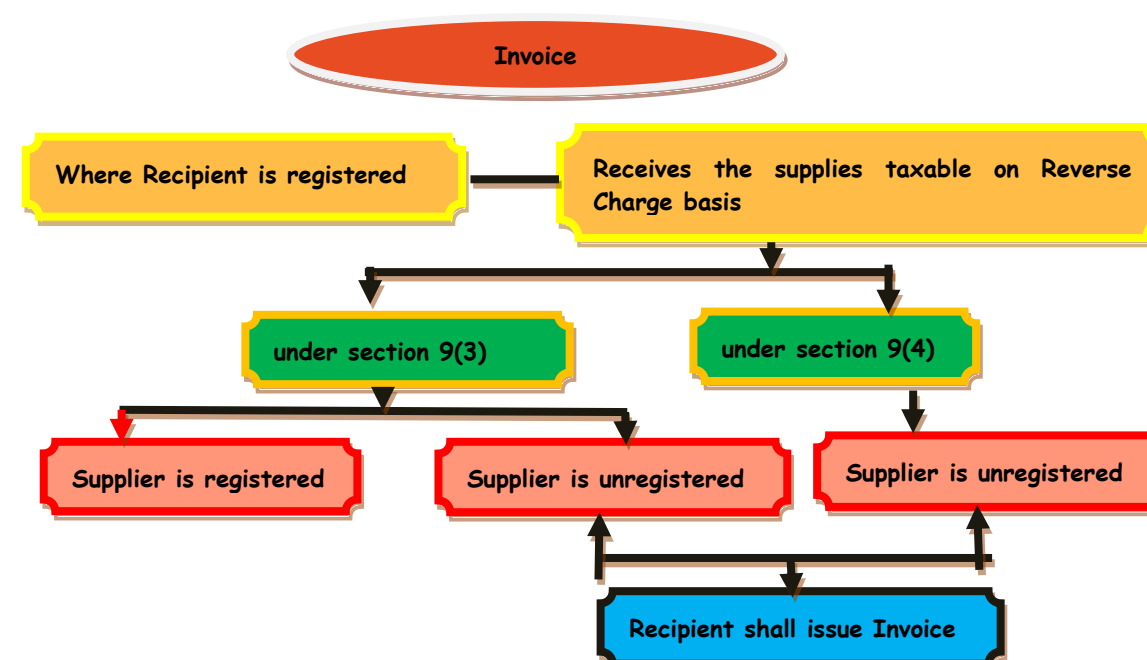 Invoice
Where Recipient is registered
Receives the supplies taxable on Reverse
Charge basis
under section 9(3)
under section 9(4)
Supplier is registered
Supplier is unregistered
Supplier is unregistered
Recipient shall issue Invoice